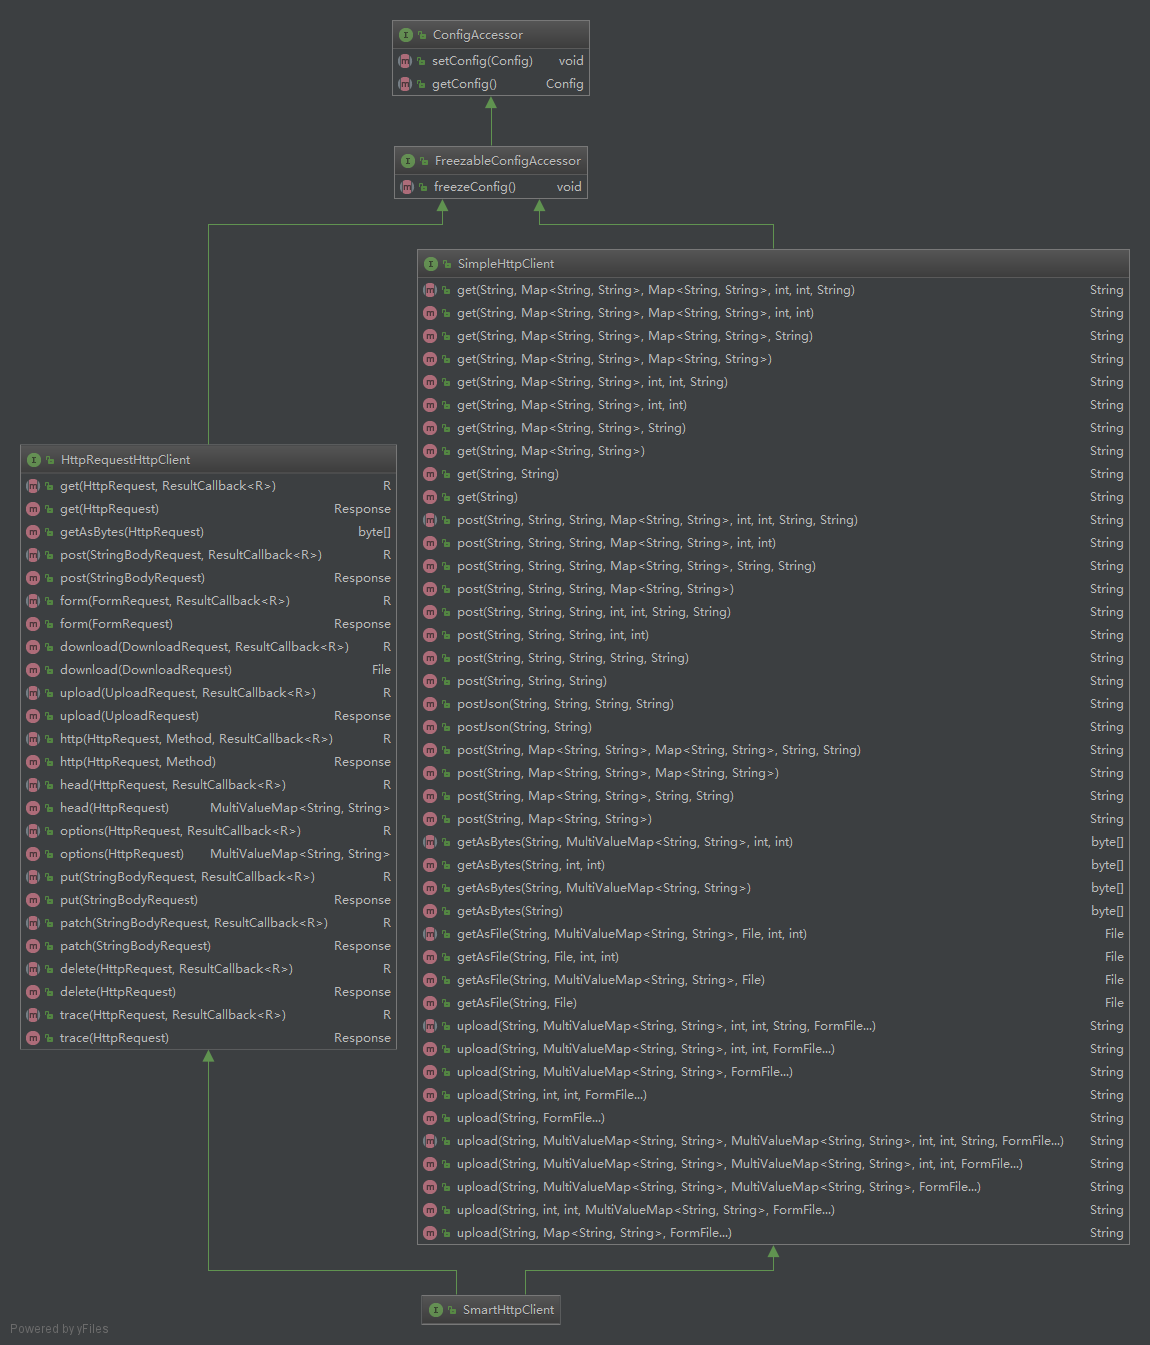 ConfigAccessor
setConfig(Config) void
getConfig() Config
FreezableConfigAccessor
freezeConfig() void
HttpRequestHttpClient
get(HttpRequest, ResultCallback<R>) R
get(HttpRequest) Response
getAsBytes(HttpRequest) byte[]
post(StringBodyRequest, ResultCallback<R>) R
post(StringBodyRequest) Response
form(FormRequest, ResultCallback<R>) R
form(FormRequest) Response
download(DownloadRequest, ResultCallback<R>) R
download(DownloadRequest) File
upload(UploadRequest, ResultCallback<R>) R
upload(UploadRequest) Response
http(HttpRequest, Method, ResultCallback<R>) R
http(HttpRequest, Method) Response
head(HttpRequest, ResultCallback<R>) R
head(HttpRequest) MultiValueMap<String, String>
options(HttpRequest, ResultCallback<R>) R
options(HttpRequest) MultiValueMap<String, String>
put(StringBodyRequest, ResultCallback<R>) R
put(StringBodyRequest) Response
patch(StringBodyRequest, ResultCallback<R>) R
patch(StringBodyRequest) Response
delete(HttpRequest, ResultCallback<R>) R
delete(HttpRequest) Response
trace(HttpRequest, ResultCallback<R>) R
trace(HttpRequest) Response
SimpleHttpClient
get(String, Map<String, String>, Map<String, String>, int, int, String) String
get(String, Map<String, String>, Map<String, String>, int, int) String
get(String, Map<String, String>, Map<String, String>, String) String
get(String, Map<String, String>, Map<String, String>) String
get(String, Map<String, String>, int, int, String) String
get(String, Map<String, String>, int, int) String
get(String, Map<String, String>, String) String
get(String, Map<String, String>) String
get(String, String) String
get(String) String
post(String, String, String, Map<String, String>, int, int, String, String) String
post(String, String, String, Map<String, String>, int, int) String
post(String, String, String, Map<String, String>, String, String) String
post(String, String, String, Map<String, String>) String
post(String, String, String, int, int, String, String) String
post(String, String, String, int, int) String
post(String, String, String, String, String) String
post(String, String, String) String
postJson(String, String, String, String) String
postJson(String, String) String
post(String, Map<String, String>, Map<String, String>, String, String) String
post(String, Map<String, String>, Map<String, String>) String
post(String, Map<String, String>, String, String) String
post(String, Map<String, String>) String
getAsBytes(String, MultiValueMap<String, String>, int, int) byte[]
getAsBytes(String, int, int) byte[]
getAsBytes(String, MultiValueMap<String, String>) byte[]
getAsBytes(String) byte[]
getAsFile(String, MultiValueMap<String, String>, File, int, int) File
getAsFile(String, File, int, int) File
getAsFile(String, MultiValueMap<String, String>, File) File
getAsFile(String, File) File
upload(String, MultiValueMap<String, String>, int, int, String, FormFile...) String
upload(String, MultiValueMap<String, String>, int, int, FormFile...) String
upload(String, MultiValueMap<String, String>, FormFile...) String
upload(String, int, int, FormFile...) String
upload(String, FormFile...) String
upload(String, MultiValueMap<String, String>, MultiValueMap<String, String>, int, int, String, FormFile...) String
upload(String, MultiValueMap<String, String>, MultiValueMap<String, String>, int, int, FormFile...) String
upload(String, MultiValueMap<String, String>, MultiValueMap<String, String>, FormFile...) String
upload(String, int, int, MultiValueMap<String, String>, FormFile...) String
upload(String, Map<String, String>, FormFile...) String
SmartHttpClient
Powered by yFiles